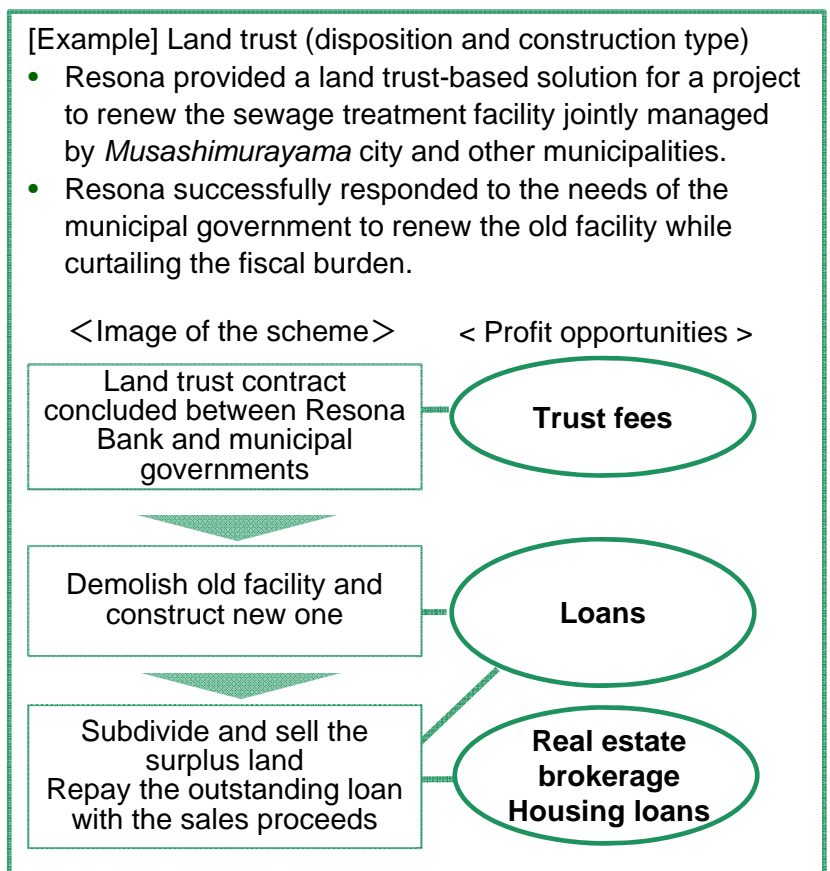 [Example] Land trust (disposition and construction type)
• Resona provided a land trust-based solution for a project
to renew the sewage treatment facility jointly managed
by Musashimurayama city and other municipalities.
• Resona successfully responded to the needs of the
municipal government to renew the old facility while
curtailing the fiscal burden.
＜Image of the scheme＞
< Profit opportunities >
Land trust contract
concluded between Resona
Bank and municipal
governments
Trust fees
Demolish old facility and
construct new one
Loans
Subdivide and sell the
surplus land
Repay the outstanding loan
with the sales proceeds
Real estate
brokerage
Housing loans